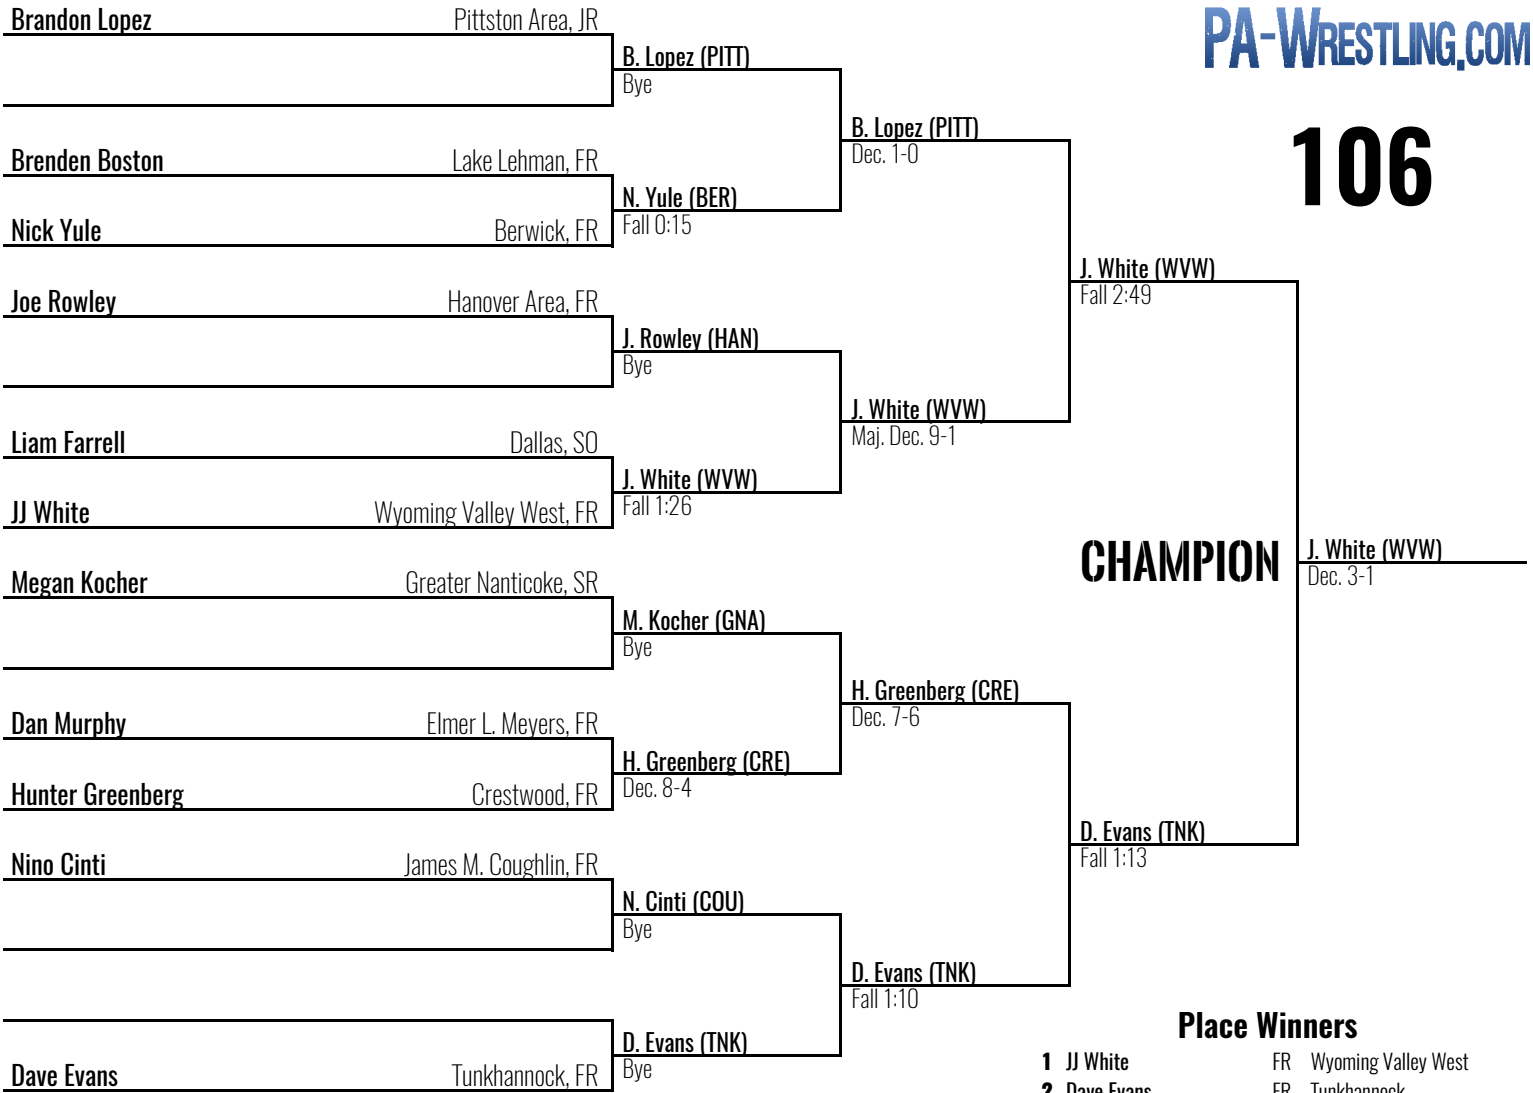 Brandon Lopez Pittston Area, JR
PA-WRESTLING.COM
B. Lopez (PITT)
Bye
106
B. Lopez (PITT)
Dec. 1-0
Brenden Boston Lake Lehman, FR
N. Yule (BER)
Fall 0:15
Nick Yule Berwick, FR
J. White (WVW)
Fall 2:49
Joe Rowley Hanover Area, FR
J. Rowley (HAN)
Bye
J. White (WVW)
Maj. Dec. 9-1
Liam Farrell Dallas, SO
J. White (WVW)
Fall 1:26
JJ White Wyoming Valley West, FR
CHAMPION
J. White (WVW)
Dec. 3-1
Megan Kocher Greater Nanticoke, SR
M. Kocher (GNA)
Bye
H. Greenberg (CRE)
Dec. 7-6
Dan Murphy Elmer L. Meyers, FR
H. Greenberg (CRE)
Dec. 8-4
Hunter Greenberg Crestwood, FR
D. Evans (TNK)
Fall 1:13
Nino Cinti James M. Coughlin, FR
N. Cinti (COU)
Bye
D. Evans (TNK)
Fall 1:10
D. Evans (TNK)
Bye
Dave Evans Tunkhannock, FR
Place Winners
1 JJ White FR Wyoming Valley West
2 Dave Evans FR Tunkhannock